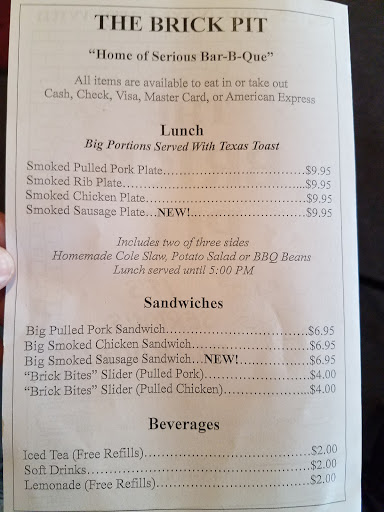 THE BRICK PIT
“Home of Serious Bar-B-Que”
All items are available to eat in or take out
Cash, Check, Visa, Master Card, or American Express
Lunch
Big Portions Served With Texas Toast
Smoked Pulled Pork Plate……………………………$9.95
Smoked Rib Plate……………………………………$9.95
Smoked Chicken Plate………………………………$9.95
Smoked Sausage Plate…NEW!………………………$9.95
Includes two of three sides
Homemade Cole Slaw, Potato Salad or BBQ Beans
Lunch served until 5:00 PM
Sandwiches
Big Pulled Pork Sandwich……………………………$6.95
Big Smoked Chicken Sandwich………………………$6.95
Big Smoked Sausage Sandwich…NEW!………………$6.95
“Brick Bites” Slider (Pulled Pork)……………………$4.00
“Brick Bites” Slider (Pulled Chicken)…………………$4.00
Beverages
Iced Tea (Free Refills)…………………………………$2.00
Soft Drinks……………………………………………$2.00
Lemonade (Free Refills)………………………………$2.00